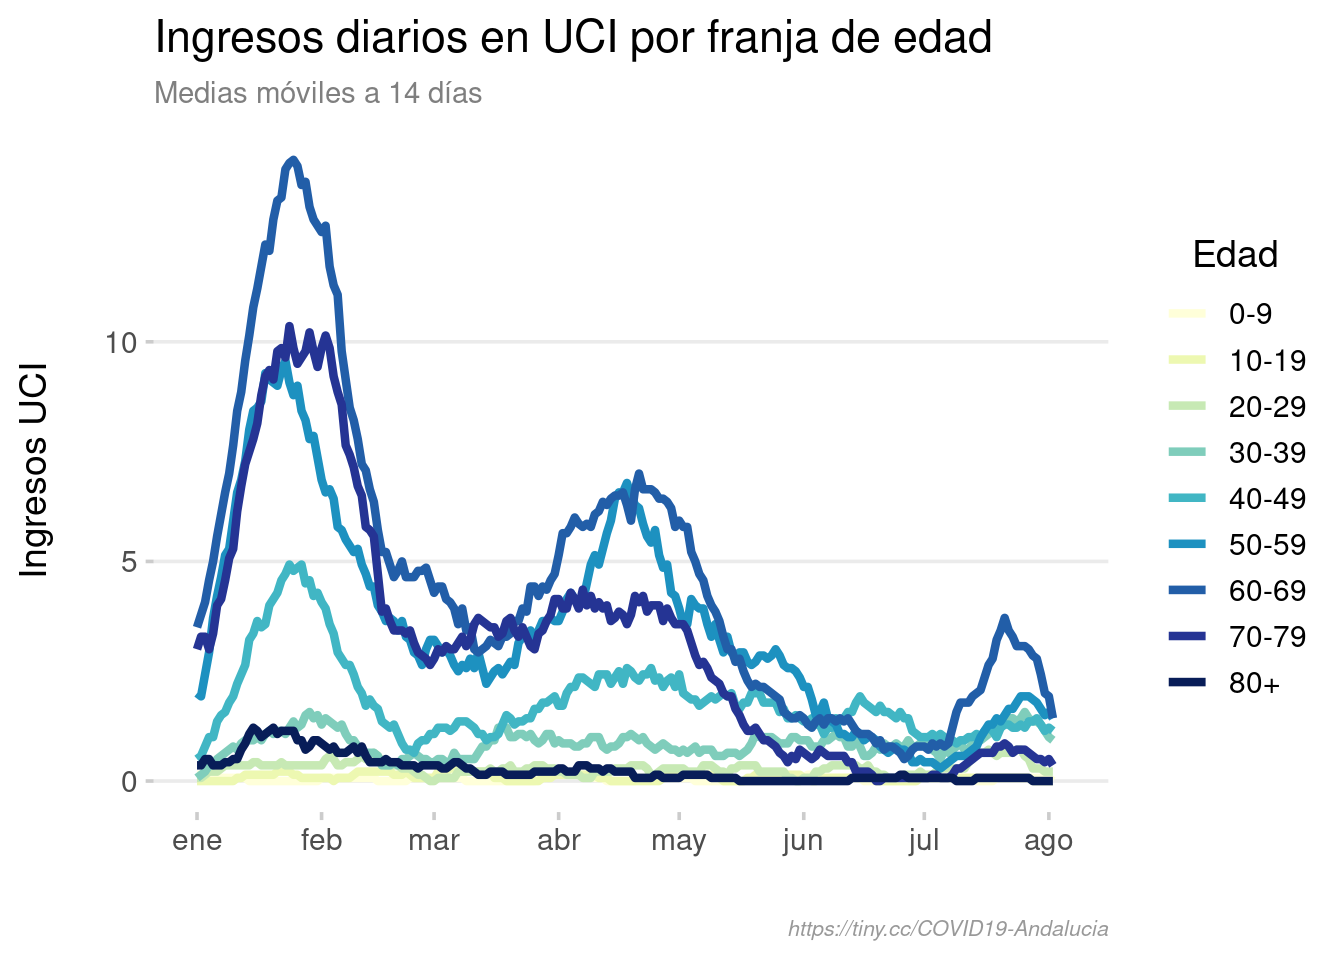 Ingresos diarios en UCI por franja de edad
Medias móviles a 14 días
Ingresos UCI
10
5
0
ene feb mar abr may jun jul ago
Edad
0-9
10-19
20-29
30-39
40-49
50-59
60-69
70-79
80+
https://tiny.cc/COVID19-Andalucia